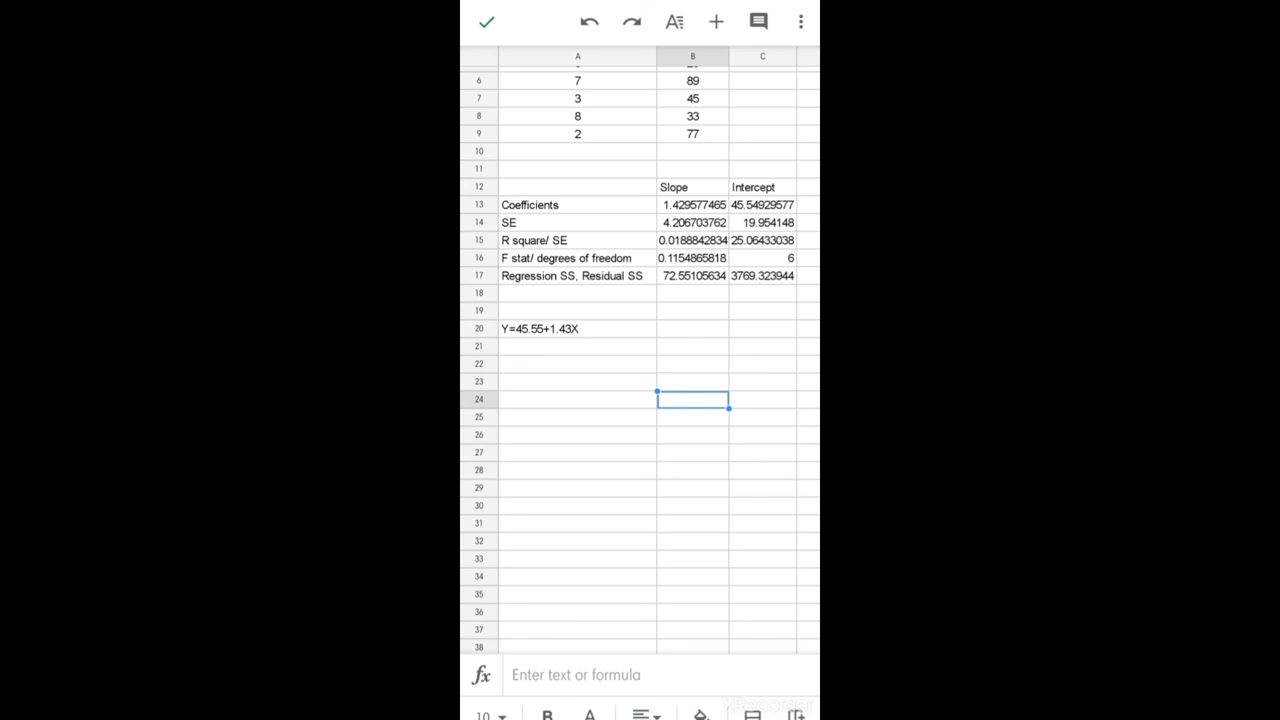 A B C
6 7 89
7 3 45
8 8 33
9 2 77
10
11
12 Slope Intercept
13 Coefficients 1.429577465 45.54929577
14 SE 4.206703762 19.954148
15 R square/ SE 0.0188842834 25.06433038
16 F stat/ degrees of freedom 0.1154865818 6
17 Regression SS, Residual SS 72.55105634 3769.323944
18
19
20 Y=45.55+1.43X
21
22
23
24
25
26
27
28
29
30
31
32
33
34
35
36
37
38
fx Enter text or formula
10 B A
XRecorder